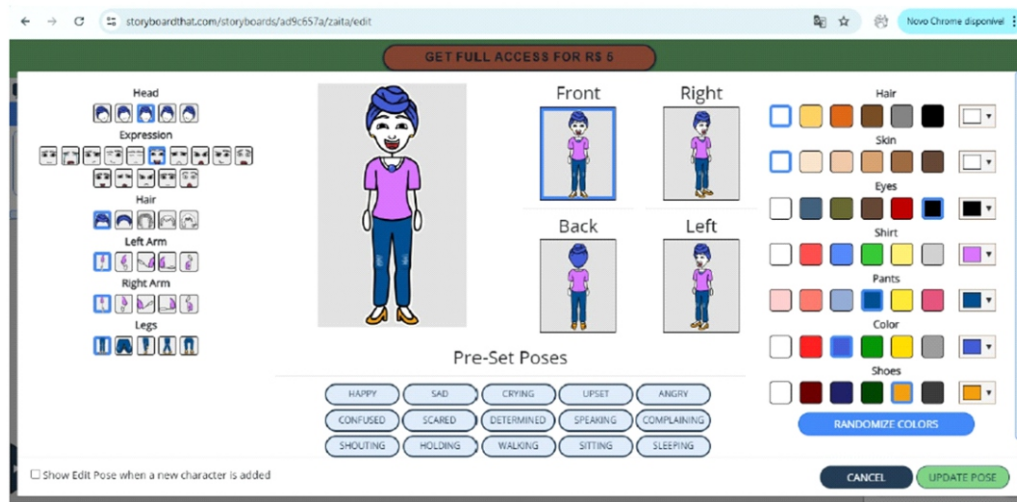 storyboardthat.com/storyboards/ad9c657a/zaita/edit
Novo Chrome disponível
GET FULL ACCESS FOR R$ 5
Head
Expression
Hair
Left Arm
Right Arm
Legs
Front
Right
Back
Left
Pre-Set Poses
HAPPY SAD CRYING UPSET ANGRY
CONFUSED SCARED DETERMINED SPEAKING COMPLAINING
SHOUTING HOLDING WALKING SITTING SLEEPING
Hair
Skin
Eyes
Shirt
Pants
Color
Shoes
RANDOMIZE COLORS
Show Edit Pose when a new character is added
CANCEL
UPDATE POSE